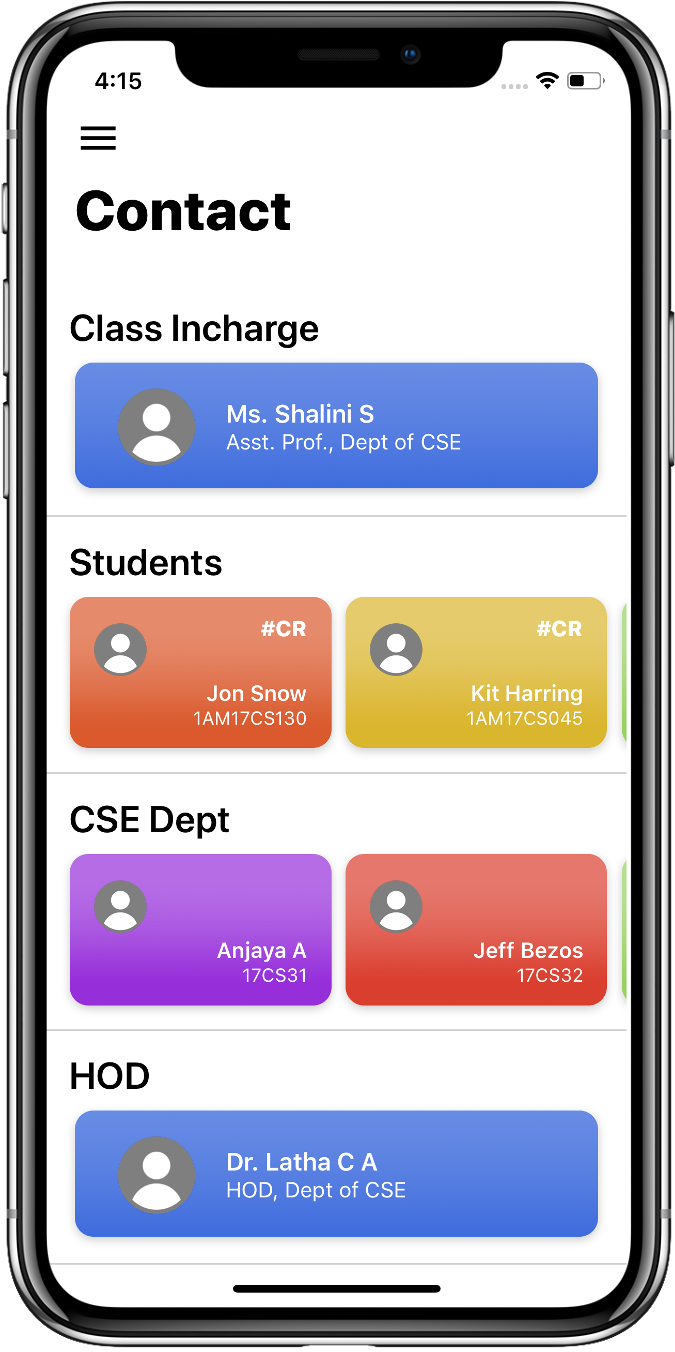 4:15
Contact
Class Incharge
Ms. Shalini S
Asst. Prof., Dept of CSE
Students
#CR
Jon Snow
1AM17CS130
#CR
Kit Harring
1AM17CS045
CSE Dept
Anjaya A
17CS31
Jeff Bezos
17CS32
HOD
Dr. Latha C A
HOD, Dept of CSE